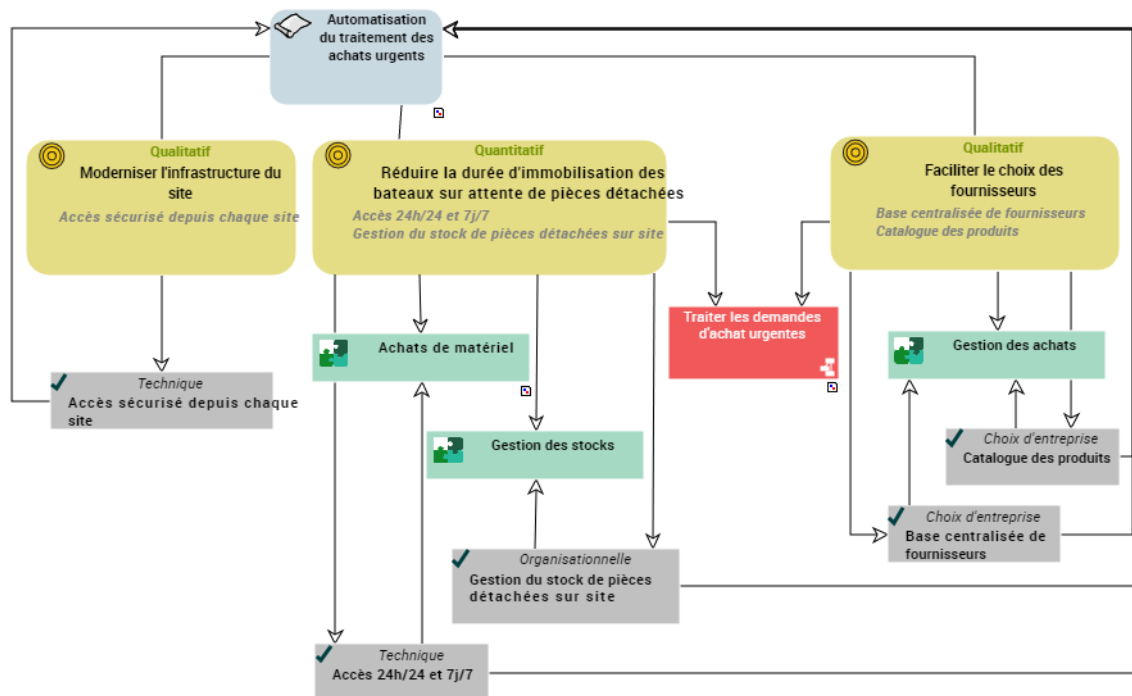 Automatisation
du traitement des
achats urgents
Qualitatif
Moderniser l'infrastructure du
site
Accès sécurisé depuis chaque site
Quantitatif
Réduire la durée d'immobilisation des
bateaux sur attente de pièces détachées
Accès 24h/24 et 7j/7
Gestion du stock de pièces détachées sur site
Qualitatif
Faciliter le choix des
fournisseurs
Base centralisée de fournisseurs
Catalogue des produits
Traiter les demandes
d'achat urgentes
Achats de matériel
Gestion des achats
Technique
Accès sécurisé depuis chaque
site
Gestion des stocks
Choix d'entreprise
Catalogue des produits
Choix d'entreprise
Base centralisée de
fournisseurs
Organisationnelle
Gestion du stock de pièces
détachées sur site
Technique
Accès 24h/24 et 7j/7